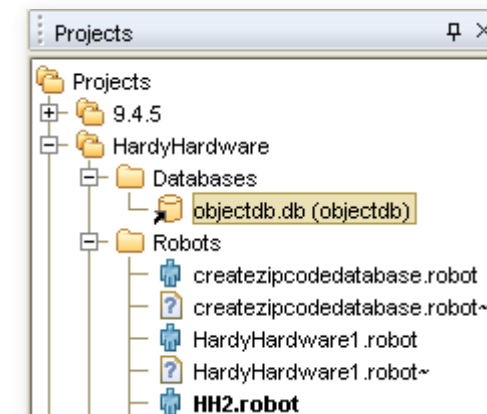 Projects
Projects
9.4.5
HardyHardware
Databases
objectdb.db (objectdb)
Robots
createzipcodedatabase.robot
createzipcodedatabase.robot~
HardyHardware1.robot
HardyHardware1.robot~
HH2.robot